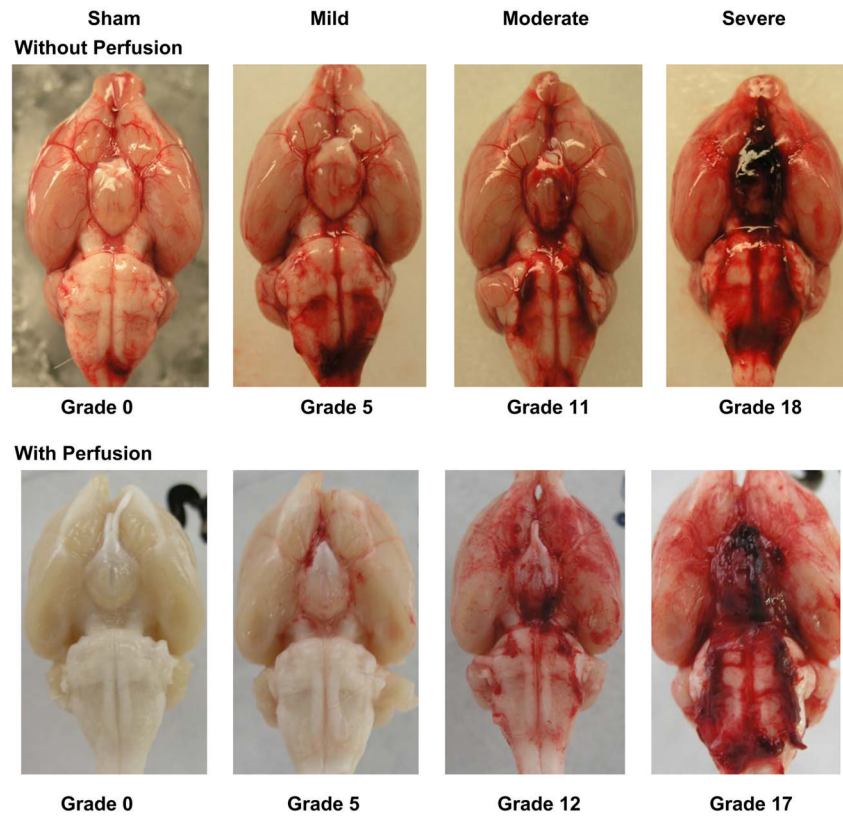 Sham Mild Moderate Severe
Without Perfusion
Grade 0 Grade 5 Grade 11 Grade 18
With Perfusion
Grade 0 Grade 5 Grade 12 Grade 17